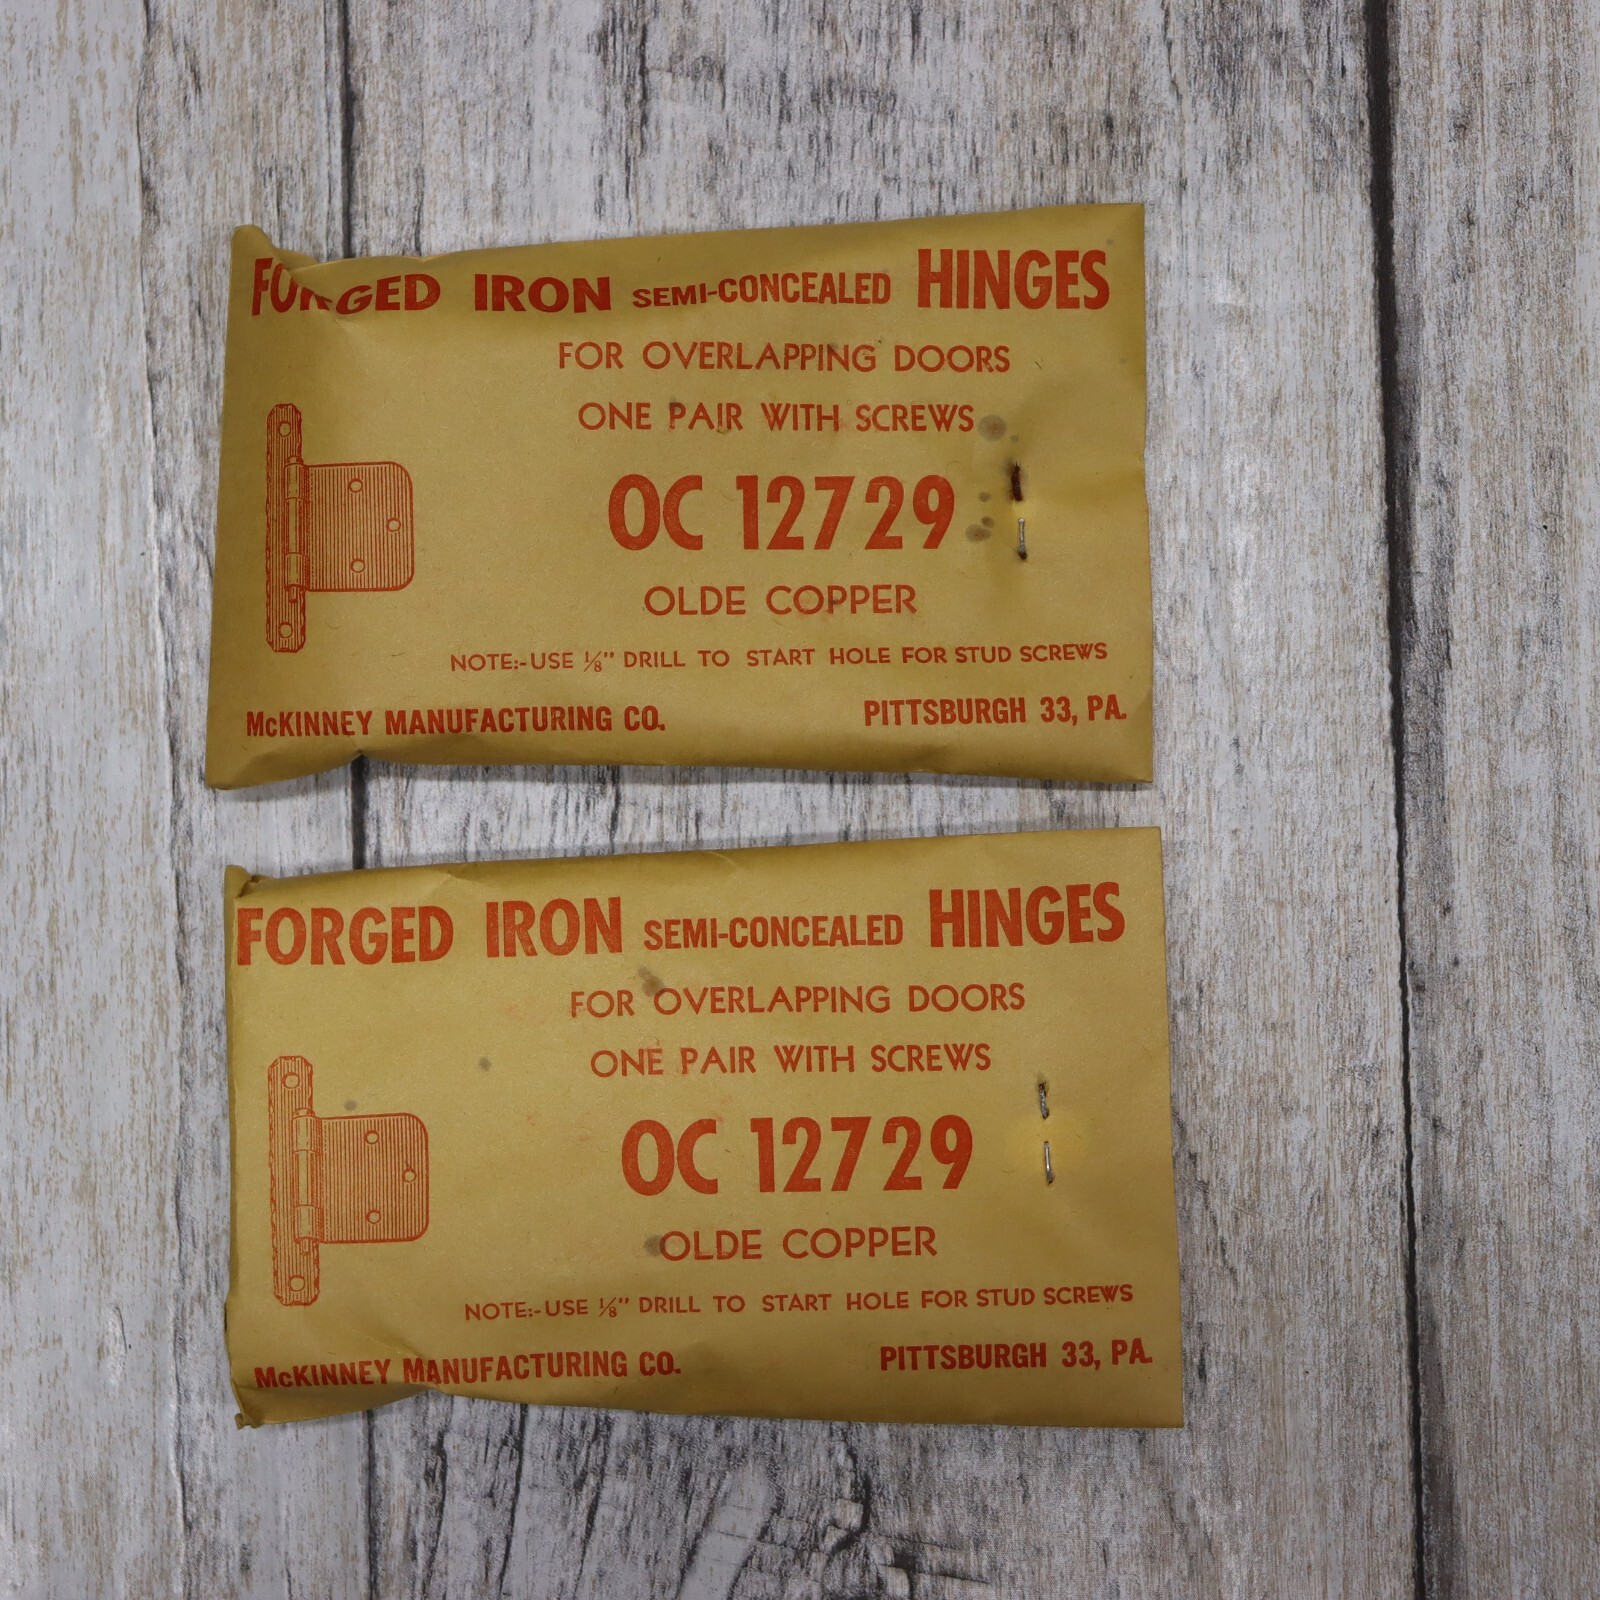 FORGED IRON SEMI-CONCEALED HINGES
FOR OVERLAPPING DOORS
ONE PAIR WITH SCREWS
OC 12729
OLDE COPPER
NOTE:-USE ⅛" DRILL TO START HOLE FOR STUD SCREWS
McKINNEY MANUFACTURING CO. PITTSBURGH 33, PA.
FORGED IRON SEMI-CONCEALED HINGES
FOR OVERLAPPING DOORS
ONE PAIR WITH SCREWS
OC 12729
OLDE COPPER
NOTE:-USE ⅛" DRILL TO START HOLE FOR STUD SCREWS
McKINNEY MANUFACTURING CO. PITTSBURGH 33, PA.